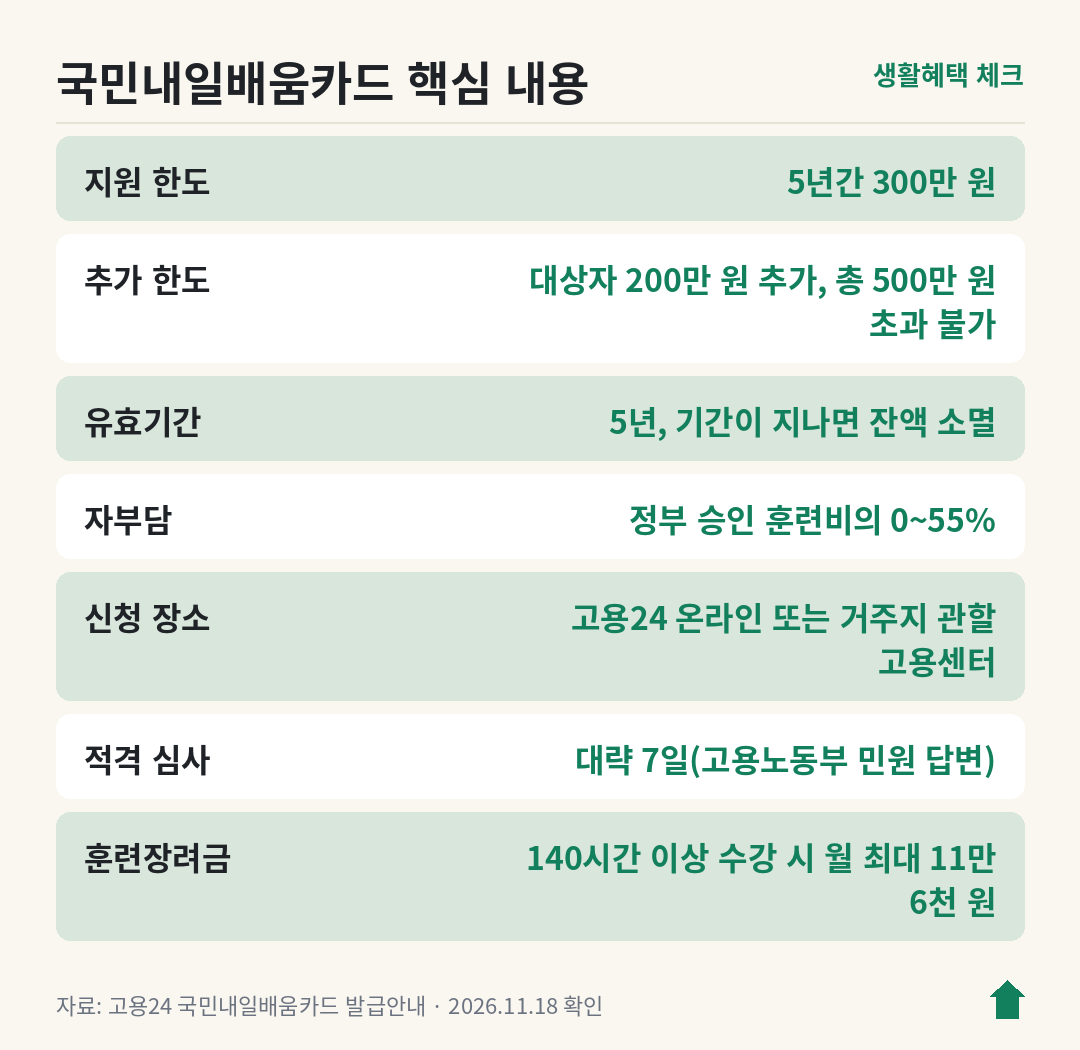 국민내일배움카드 핵심 내용
생활혜택 체크
지원 한도
5년간 300만 원
추가 한도
대상자 200만 원 추가, 총 500만 원
초과 불가
유효기간
5년, 기간이 지나면 잔액 소멸
자부담
정부 승인 훈련비의 0~55%
신청 장소
고용24 온라인 또는 거주지 관할
고용센터
적격 심사
대략 7일(고용노동부 민원 답변)
훈련장려금
140시간 이상 수강 시 월 최대 11만
6천 원
자료: 고용24 국민내일배움카드 발급안내 · 2026.11.18 확인